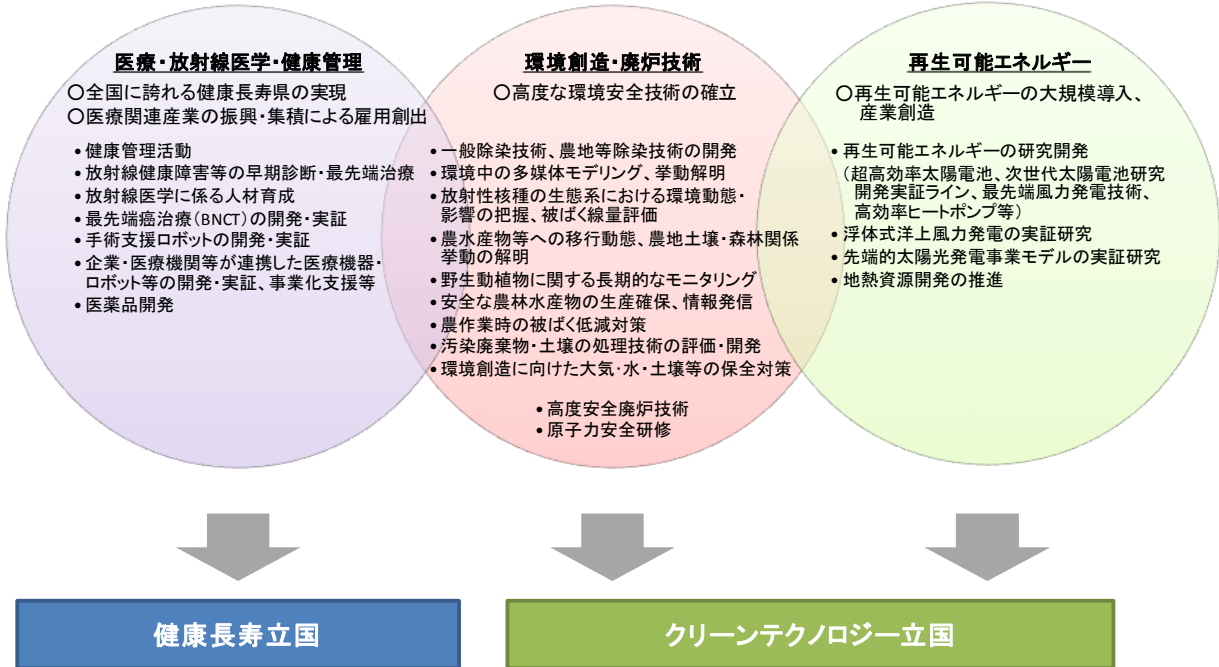 医療・放射線医学・健康管理
○全国に誇れる健康長寿県の実現
○医療関連産業の振興・集積による雇用創出
• 健康管理活動
• 放射線健康障害等の早期診断・最先端治療
• 放射線医学に係る人材育成
• 最先端癌治療(BNCT)の開発・実証
• 手術支援ロボットの開発・実証
• 企業・医療機関等が連携した医療機器・
ロボット等の開発・実証、事業化支援等
• 医薬品開発
環境創造・廃炉技術
○高度な環境安全技術の確立
• 一般除染技術、農地等除染技術の開発
• 環境中の多媒体モデリング、挙動解明
• 放射性核種の生態系における環境動態・
影響の把握、被ばく線量評価
• 農水産物等への移行動態、農地土壌・森林関係
挙動の解明
• 野生動植物に関する長期的なモニタリング
• 安全な農林水産物の生産確保、情報発信
• 農作業時の被ばく低減対策
• 汚染廃棄物・土壌の処理技術の評価・開発
• 環境創造に向けた大気・水・土壌等の保全対策
• 高度安全廃炉技術
• 原子力安全研修
再生可能エネルギー
○再生可能エネルギーの大規模導入、
産業創造
• 再生可能エネルギーの研究開発
(超高効率太陽電池、次世代太陽電池研究
開発実証ライン、最先端風力発電技術、
高効率ヒートポンプ等)
• 浮体式洋上風力発電の実証研究
• 先端的太陽光発電事業モデルの実証研究
• 地熱資源開発の推進
健康長寿立国
クリーンテクノロジー立国